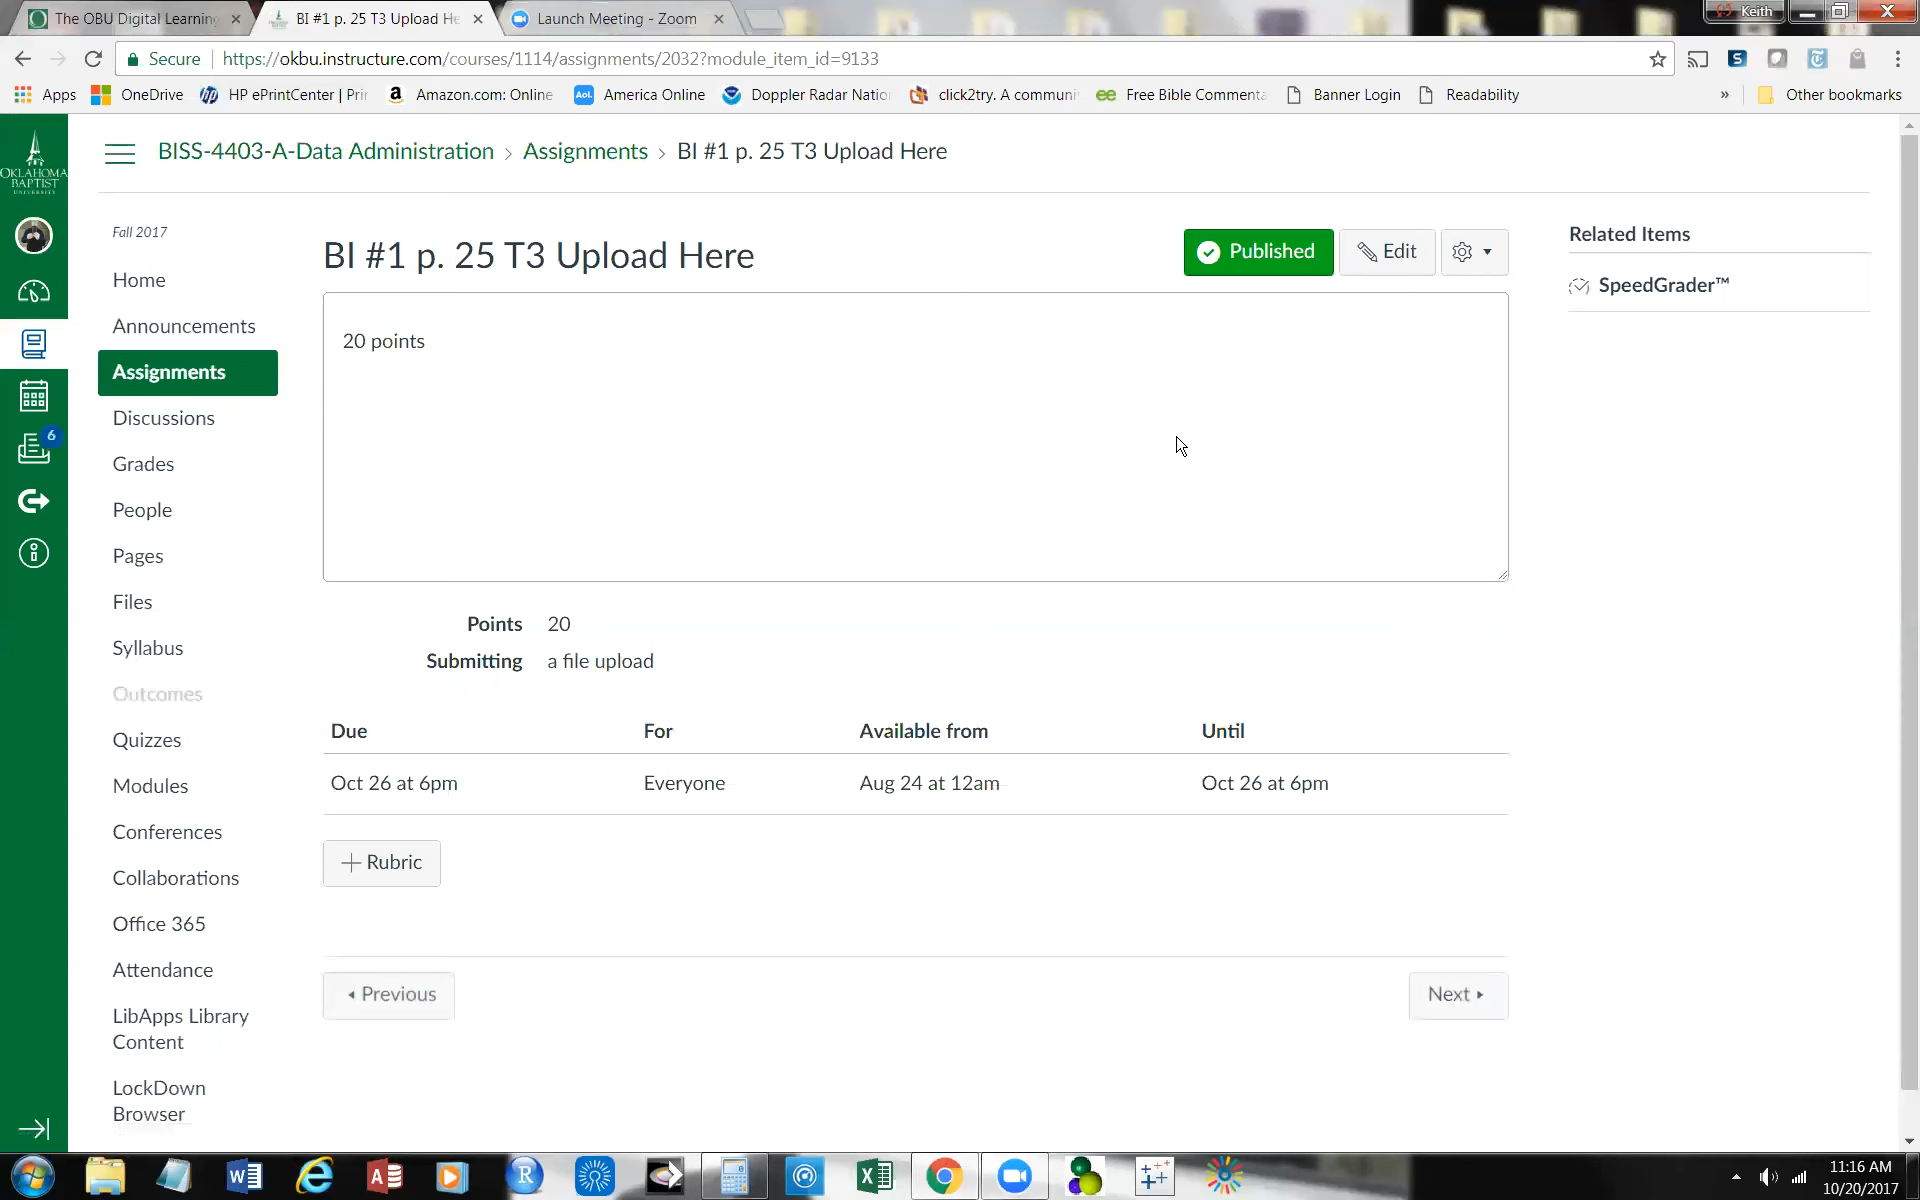 The OBU Digital Learning
BI #1 p. 25 T3 Upload He
Launch Meeting - Zoom
Keith
Secure
https://okbu.instructure.com/courses/1114/assignments/2032?module_item_id=9133
Apps
OneDrive
HP ePrintCenter | Pri
Amazon.com: Online
Aol.
America Online
Doppler Radar Natio
click2try. A communi
Free Bible Commenta
Banner Login
Readability
»
Other bookmarks
OKLAHOMA
BAPTIST
UNIVERSITY
6
BISS-4403-A-Data Administration › Assignments › BI #1 p. 25 T3 Upload Here
Fall 2017
Home
Announcements
Assignments
Discussions
Grades
People
Pages
Files
Syllabus
Outcomes
Quizzes
Modules
Conferences
Collaborations
Office 365
Attendance
LibApps Library
Content
LockDown
Browser
BI #1 p. 25 T3 Upload Here
Published
Edit
20 points
Points 20
Submitting a file upload
Due For Available from Until
Oct 26 at 6pm Everyone Aug 24 at 12am Oct 26 at 6pm
Rubric
Previous
Next
Related Items
SpeedGrader™
11:16 AM
10/20/2017